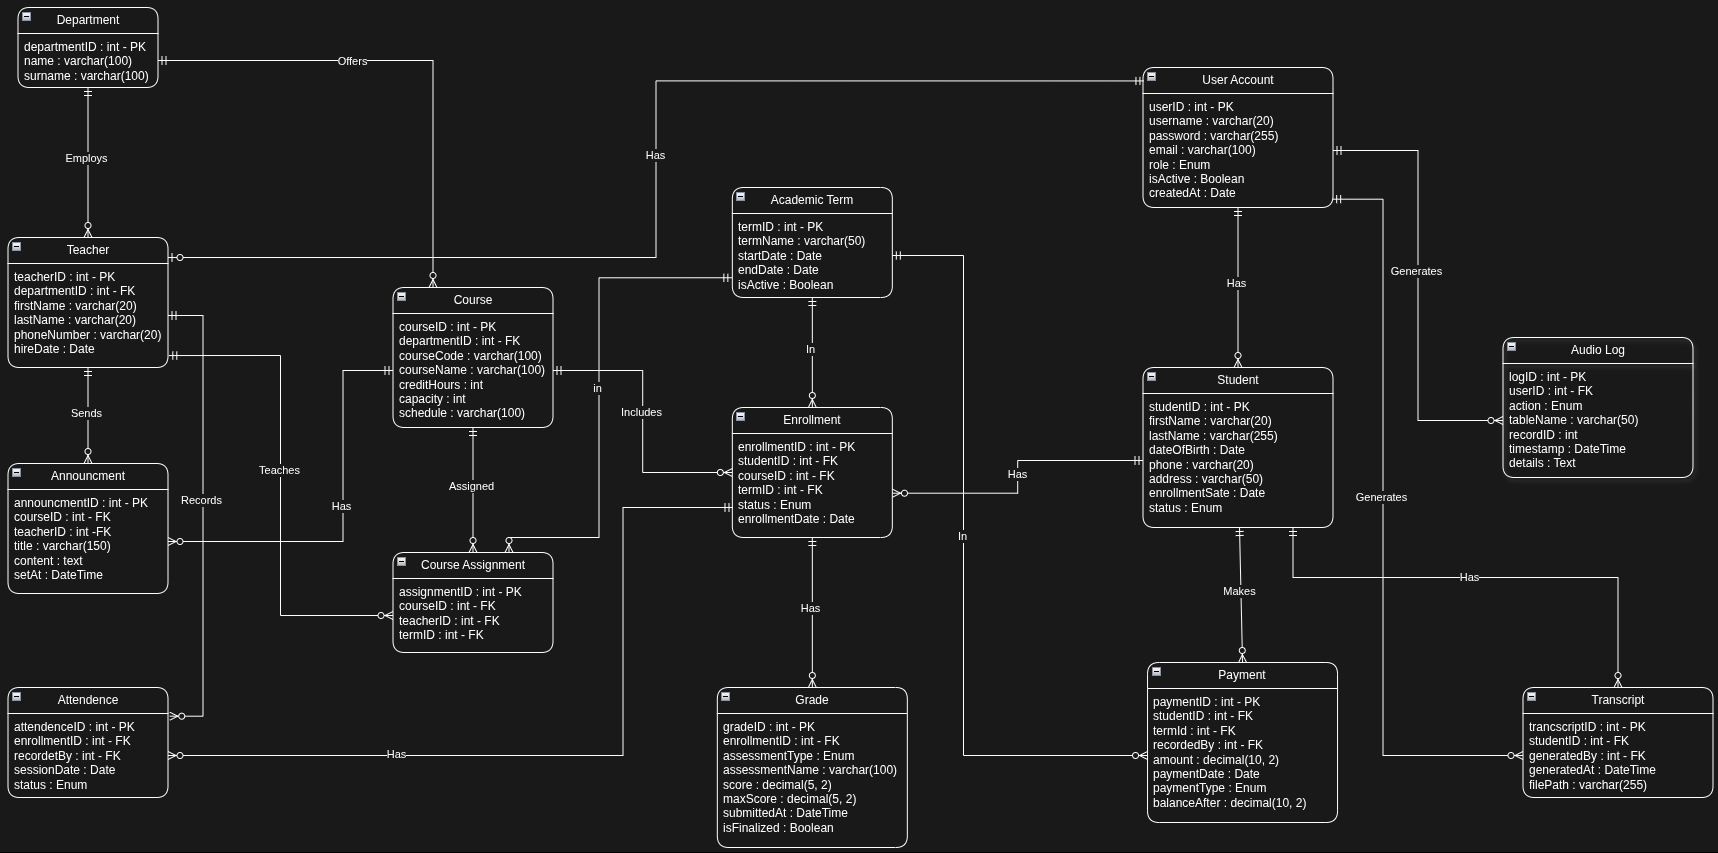 Department
departmentID : int - PK
name : varchar(100)
surname : varchar(100)
Offers
Employs
Has
User Account
userID : int - PK
username : varchar(20)
password : varchar(255)
email : varchar(100)
role : Enum
isActive : Boolean
createdAt : Date
Academic Term
termID : int - PK
termName : varchar(50)
startDate : Date
endDate : Date
isActive : Boolean
Teacher
teacherID : int - PK
departmentID : int - FK
firstName : varchar(20)
lastName : varchar(20)
phoneNumber : varchar(20)
hireDate : Date
Course
courseID : int - PK
departmentID : int - FK
courseCode : varchar(100)
courseName : varchar(100)
creditHours : int
capacity : int
schedule : varchar(100)
Generates
Has
In
in
Includes
Sends
Audio Log
logID : int - PK
userID : int - FK
action : Enum
tableName : varchar(50)
recordID : int
timestamp : DateTime
details : Text
Student
studentID : int - PK
firstName : varchar(20)
lastName : varchar(255)
dateOfBirth : Date
phone : varchar(20)
address : varchar(50)
enrollmentSate : Date
status : Enum
Enrollment
enrollmentID : int - PK
studentID : int - FK
courseID : int - FK
termID : int - FK
status : Enum
enrollmentDate : Date
Has
Generates
Announcment
announcmentID : int - PK
courseID : int - FK
teacherID : int -FK
title : varchar(150)
content : text
setAt : DateTime
Teaches
Records
Has
Assigned
In
Course Assignment
assignmentID : int - PK
courseID : int - FK
teacherID : int - FK
termID : int - FK
Has
Makes
Has
Attendence
attendenceID : int - PK
enrollmentID : int - FK
recordetBy : int - FK
sessionDate : Date
status : Enum
Has
Grade
gradeID : int - PK
enrollmentID : int - FK
assessmentType : Enum
assessmentName : varchar(100)
score : decimal(5, 2)
maxScore : decimal(5, 2)
submittedAt : DateTime
isFinalized : Boolean
Payment
paymentID : int - PK
studentID : int - FK
termId : int - FK
recordedBy : int - FK
amount : decimal(10, 2)
paymentDate : Date
paymentType : Enum
balanceAfter : decimal(10, 2)
Transcript
trancscriptID : int - PK
studentID : int - FK
generatedBy : int - FK
generatedAt : DateTime
filePath : varchar(255)